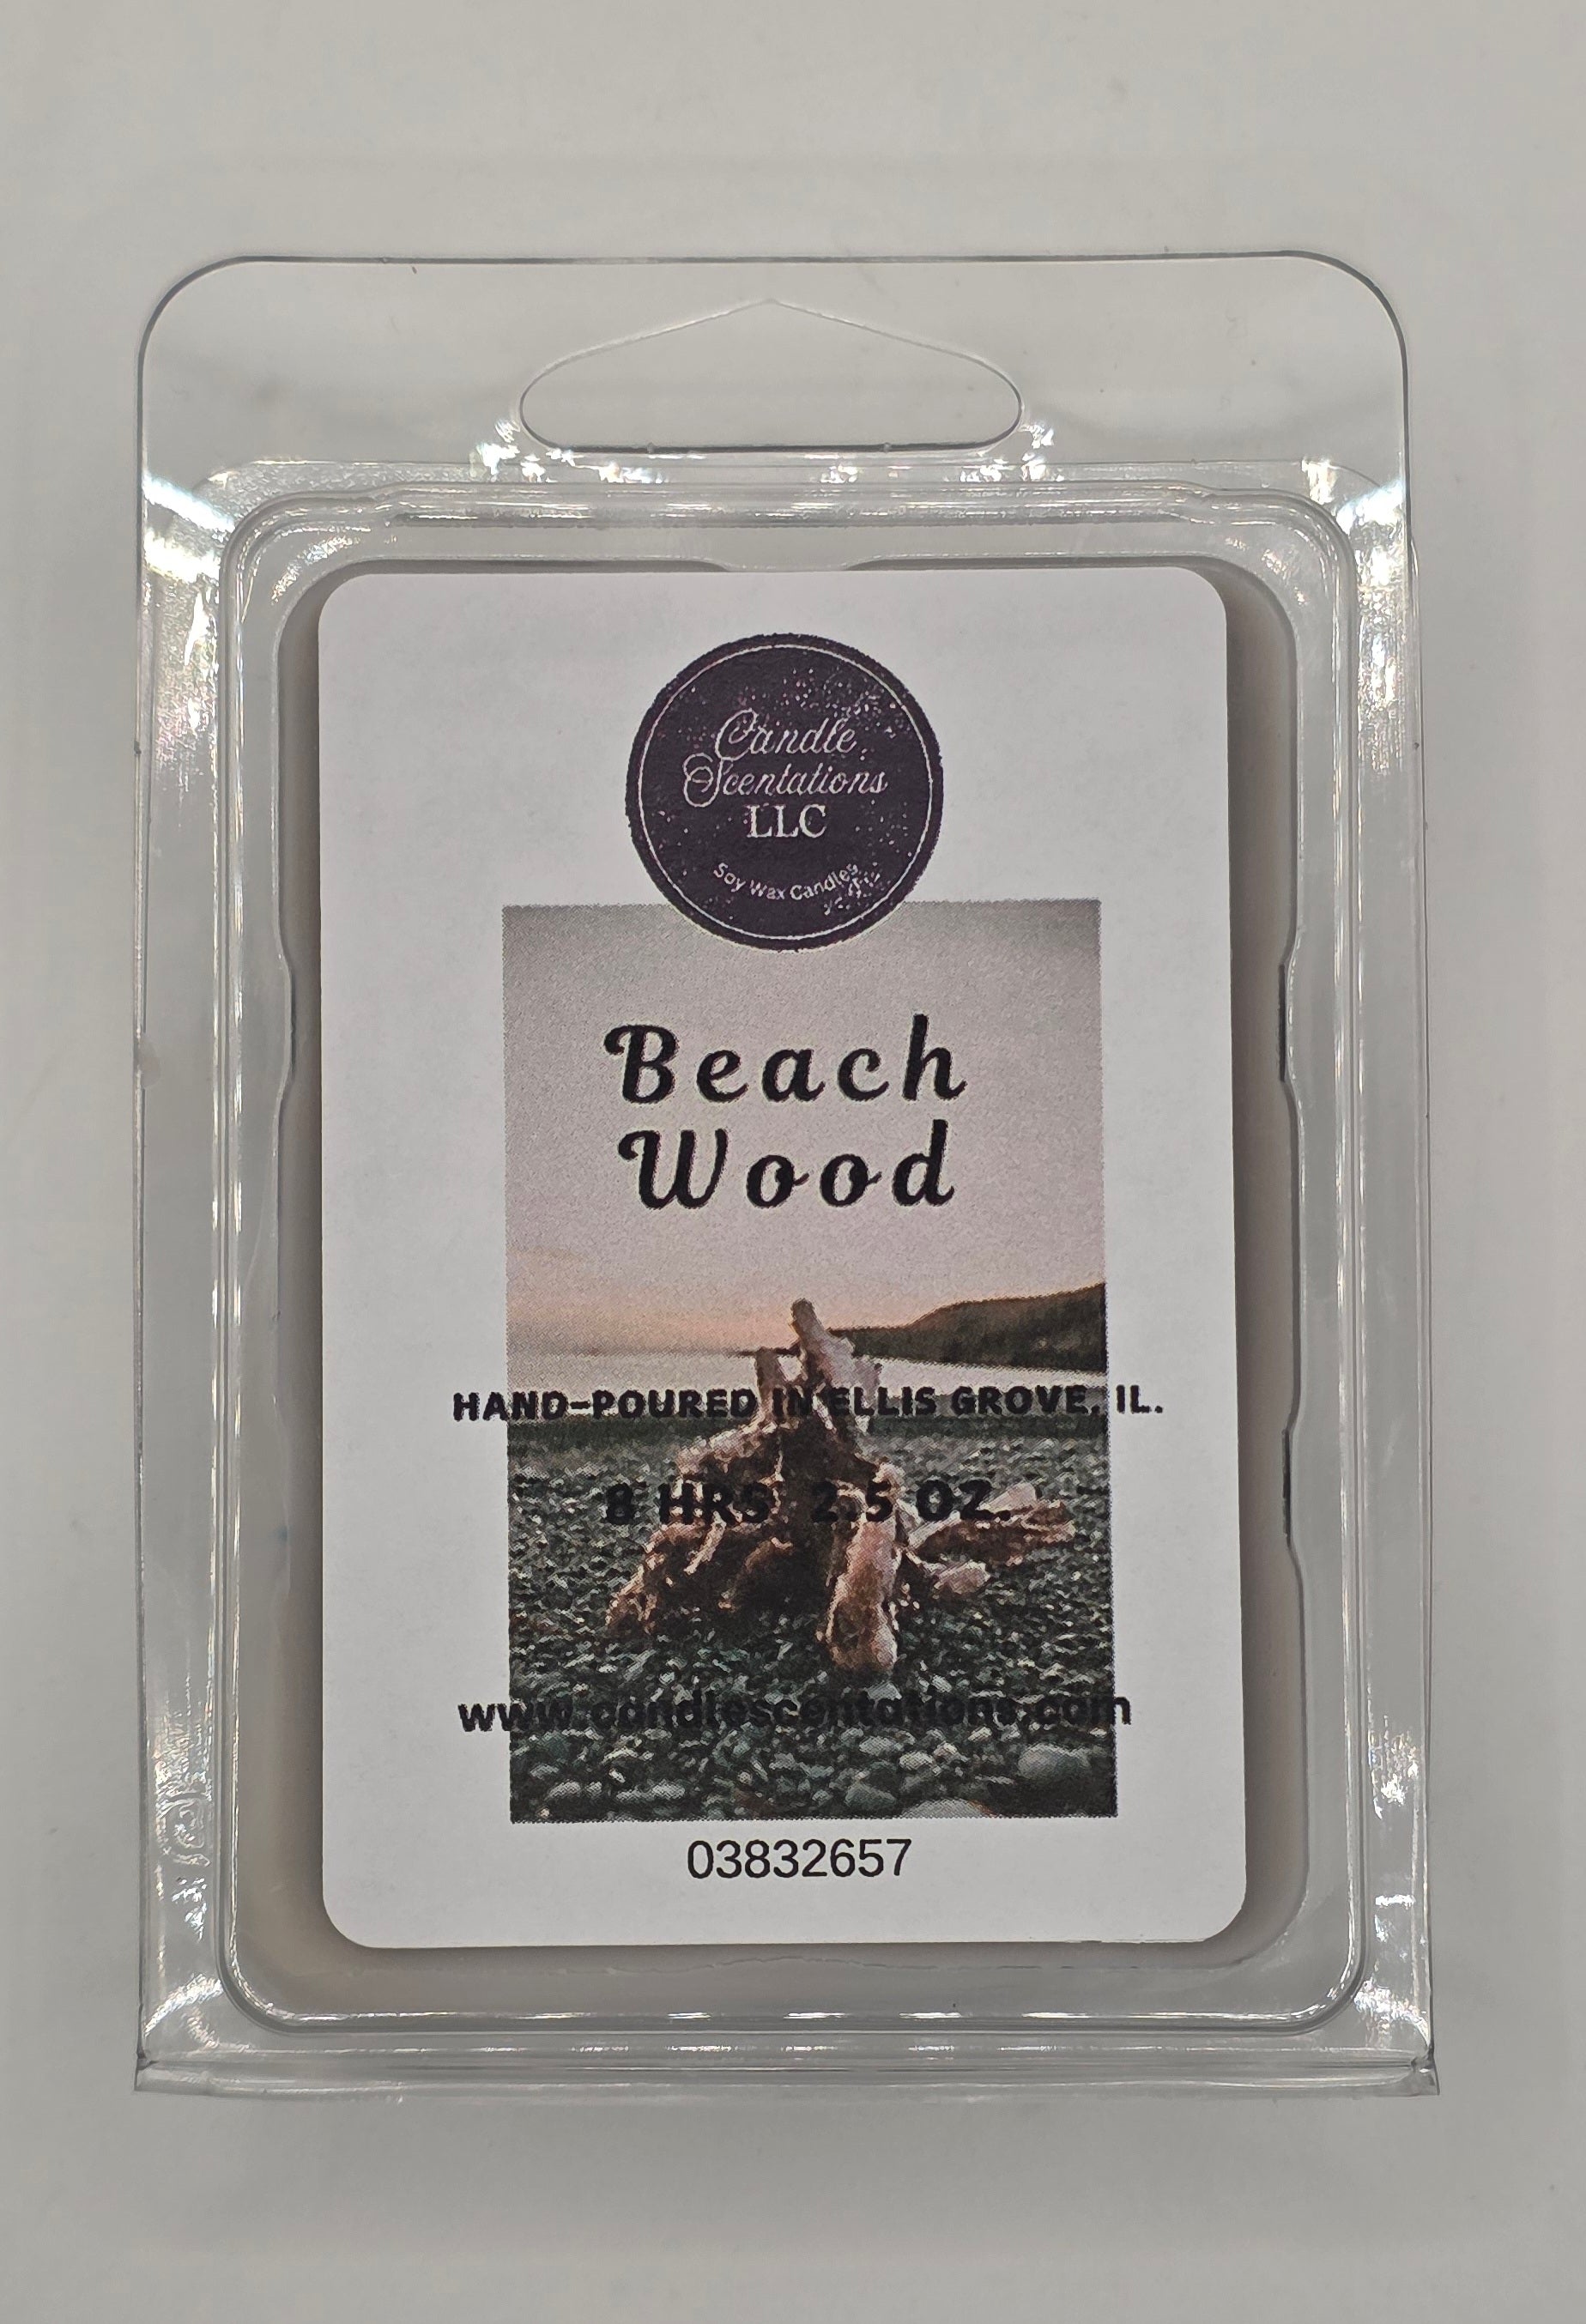 Candle
Scentations
LLC
Soy Wax Candles
Beach
Wood
HAND-POURED IN ELLIS GROVE, IL.
8 HRS 2.5 OZ.
www.candlescentations.com
03832657